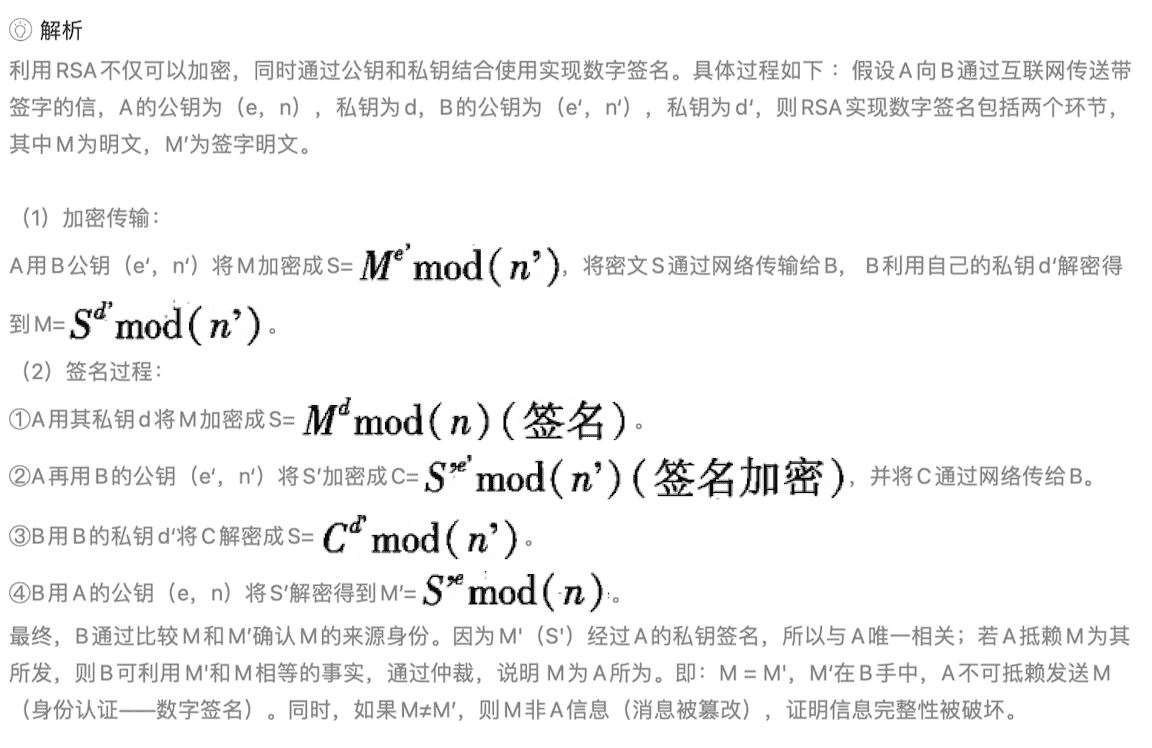 解析
利用RSA不仅可以加密，同时通过公钥和私钥结合使用实现数字签名。具体过程如下：假设A向B通过互联网传送带
签字的信，A的公钥为（e，n），私钥为d，B的公钥为（e‘，n‘），私钥为d‘，则RSA实现数字签名包括两个环节，
其中M为明文，M′为签字明文。
（1）加密传输：
A用B公钥（e‘，n‘）将M加密成S= M^e’ mod(n’)，将密文S通过网络传输给B， B利用自己的私钥d‘解密得
到M= S^d’ mod(n’)。
（2）签名过程：
①A用其私钥d将M加密成S= M^d mod(n)(签名)。
②A再用B的公钥（e‘，n‘）将S′加密成C= S’^e’ mod(n’)(签名加密)，并将C通过网络传给B。
③B用B的私钥d‘将C解密成S= C^d’ mod(n’)。
④B用A的公钥（e，n）将S′解密得到M′= S’^e mod(n)。
最终，B通过比较M和M′确认M的来源身份。因为M'（S'）经过A的私钥签名，所以与A唯一相关；若A抵赖M为其
所发，则B可利用M'和M相等的事实，通过仲裁，说明 M为A所为。即：M = M'，M‘在B手中，A不可抵赖发送M
（身份认证——数字签名）。同时，如果M≠M′，则M非A信息（消息被篡改），证明信息完整性被破坏。